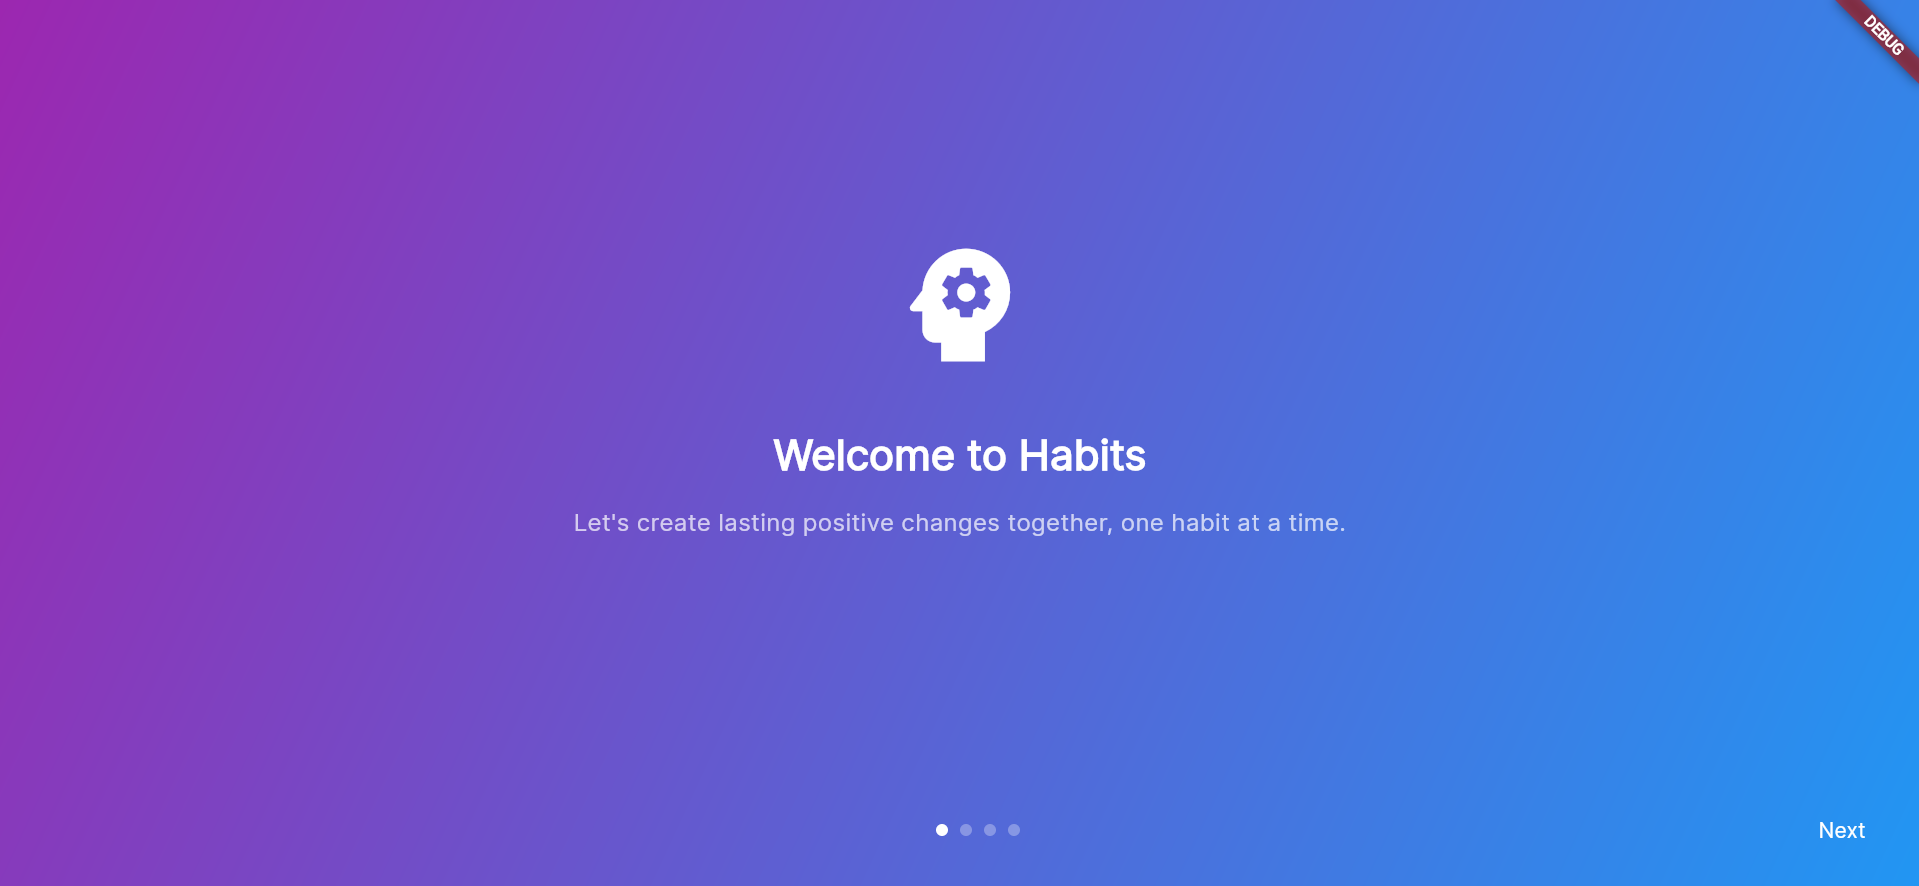 DEBUG
Welcome to Habits
Let's create lasting positive changes together, one habit at a time.
Next